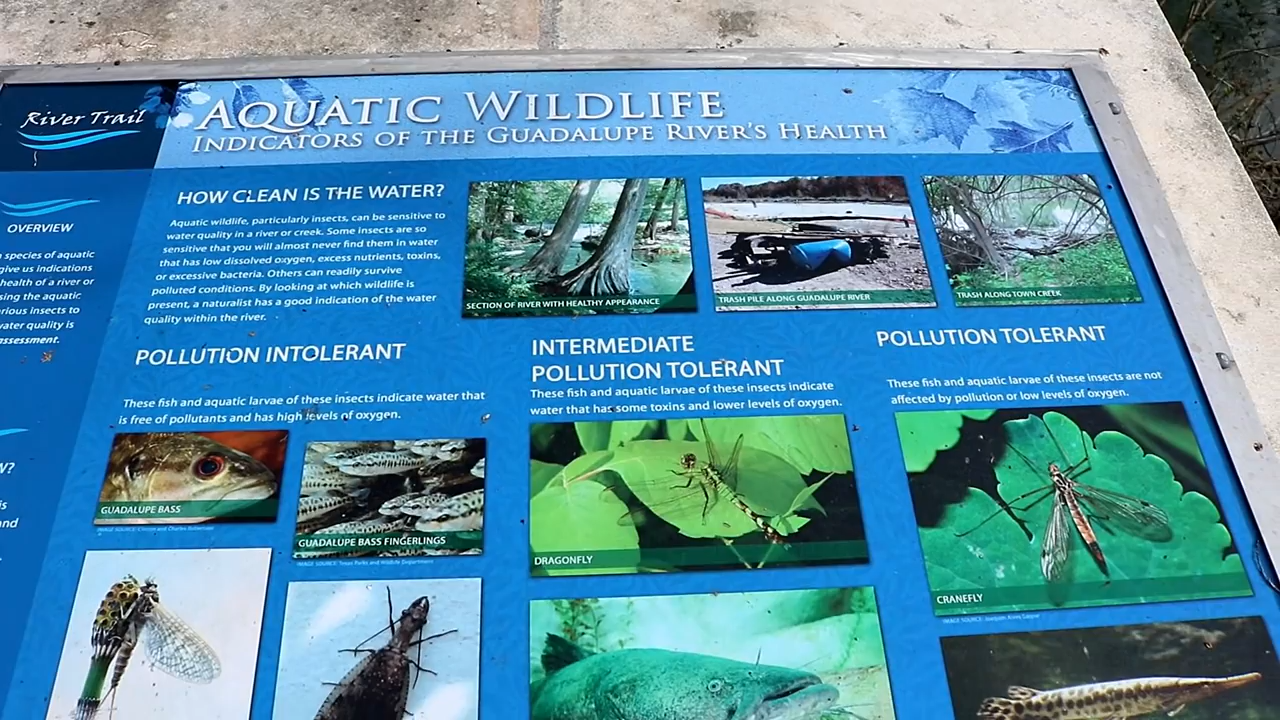 River Trail
AQUATIC WILDLIFE
INDICATORS OF THE GUADALUPE RIVER'S HEALTH
OVERVIEW
species of aquatic
give us indications
health of a river or
sing the aquatic
rious insects to
water quality is
assessment.
W?
is
and
HOW CLEAN IS THE WATER?
Aquatic wildlife, particularly insects, can be sensitive to
water quality in a river or creek. Some insects are so
sensitive that you will almost never find them in water
that has low dissolved oxygen, excess nutrients, toxins,
or excessive bacteria. Others can readily survive
polluted conditions. By looking at which wildlife is
present, a naturalist has a good indication of the water
quality within the river.
SECTION OF RIVER WITH HEALTHY APPEARANCE
TRASH PILE ALONG GUADALUPE RIVER
TRASH ALONG TOWN CREEK
POLLUTION INTOLERANT
These fish and aquatic larvae of these insects indicate water that
is free of pollutants and has high levels of oxygen.
GUADALUPE BASS
GUADALUPE BASS FINGERLINGS
IMAGE SOURCE: Texas Parks and Wildlife Department
INTERMEDIATE
POLLUTION TOLERANT
These fish and aquatic larvae of these insects indicate
water that has some toxins and lower levels of oxygen.
DRAGONFLY
POLLUTION TOLERANT
These fish and aquatic larvae of these insects are not
affected by pollution or low levels of oxygen.
CRANEFLY
IMAGE SOURCE: